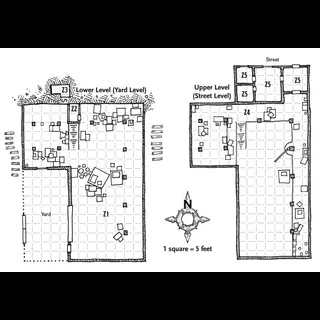 Street
Z5
Z5
Z5
Z5
Z3
Lower Level (Yard Level)
Upper Level
(Street Level)
Z2
Z4
N
Yard
Z1
1 square = 5 feet